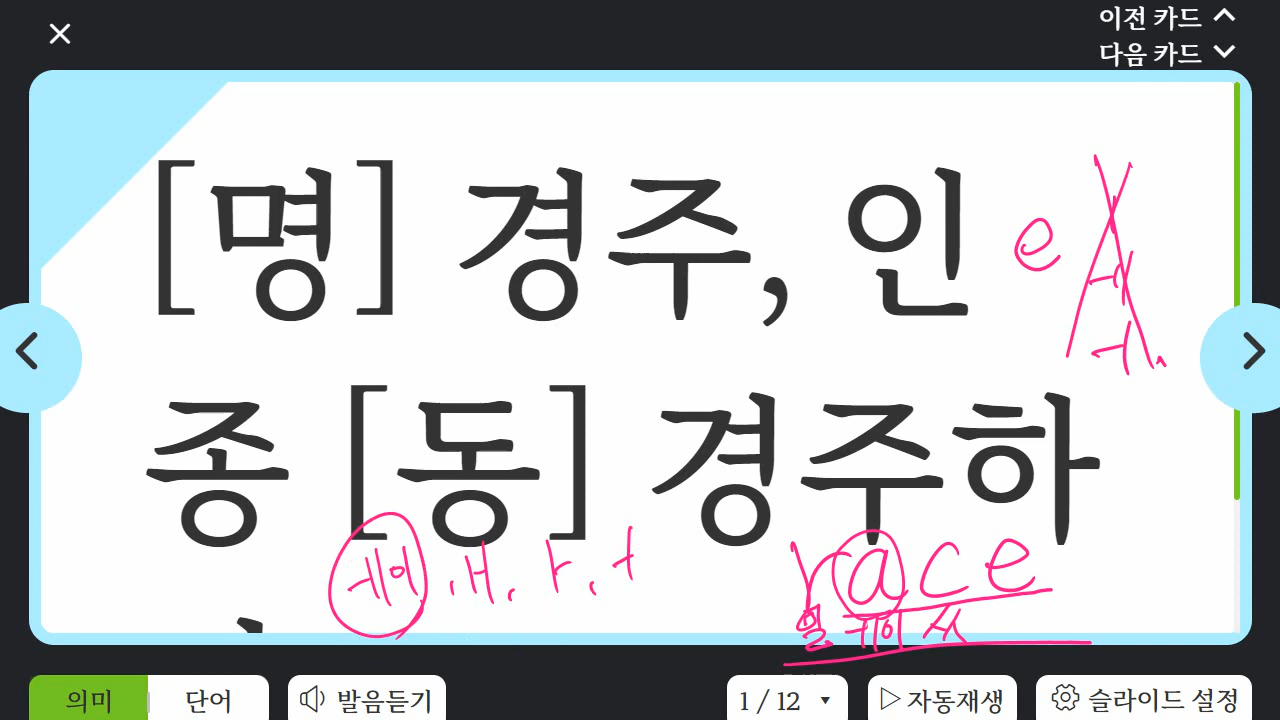 이전 카드
다음 카드
[명] 경주, 인
e
종 [동] 경주하
ㅔ이, ㅐ, ㅏ, ㅓ
race
의미
단어
발음듣기
1 / 12
자동재생
슬라이드 설정